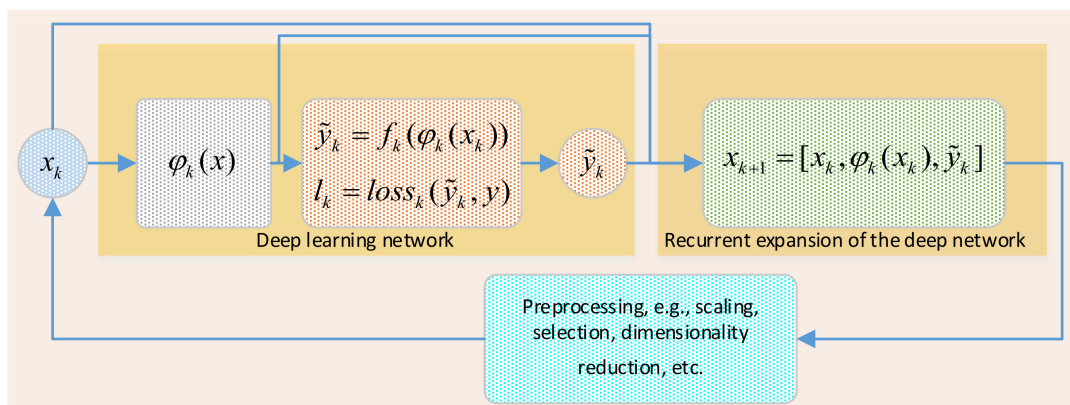 x_k
φ_k(x)
ỹ_k = f_k(φ_k(x_k))
l_k = loss_k(ỹ_k, y)
ỹ_k
x_{k+1} = [x_k, φ_k(x_k), ỹ_k]
Deep learning network
Recurrent expansion of the deep network
Preprocessing, e.g., scaling,
selection, dimensionality
reduction, etc.